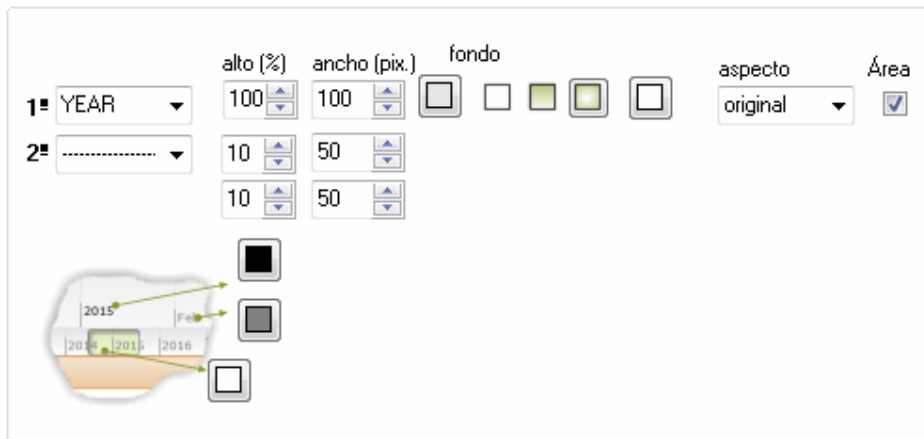 alto (%) ancho (pix.) fondo aspecto Área
1º YEAR 100 100 original
2º ---------------- 10 50
10 50
2015 Feb
2014 2015 2016